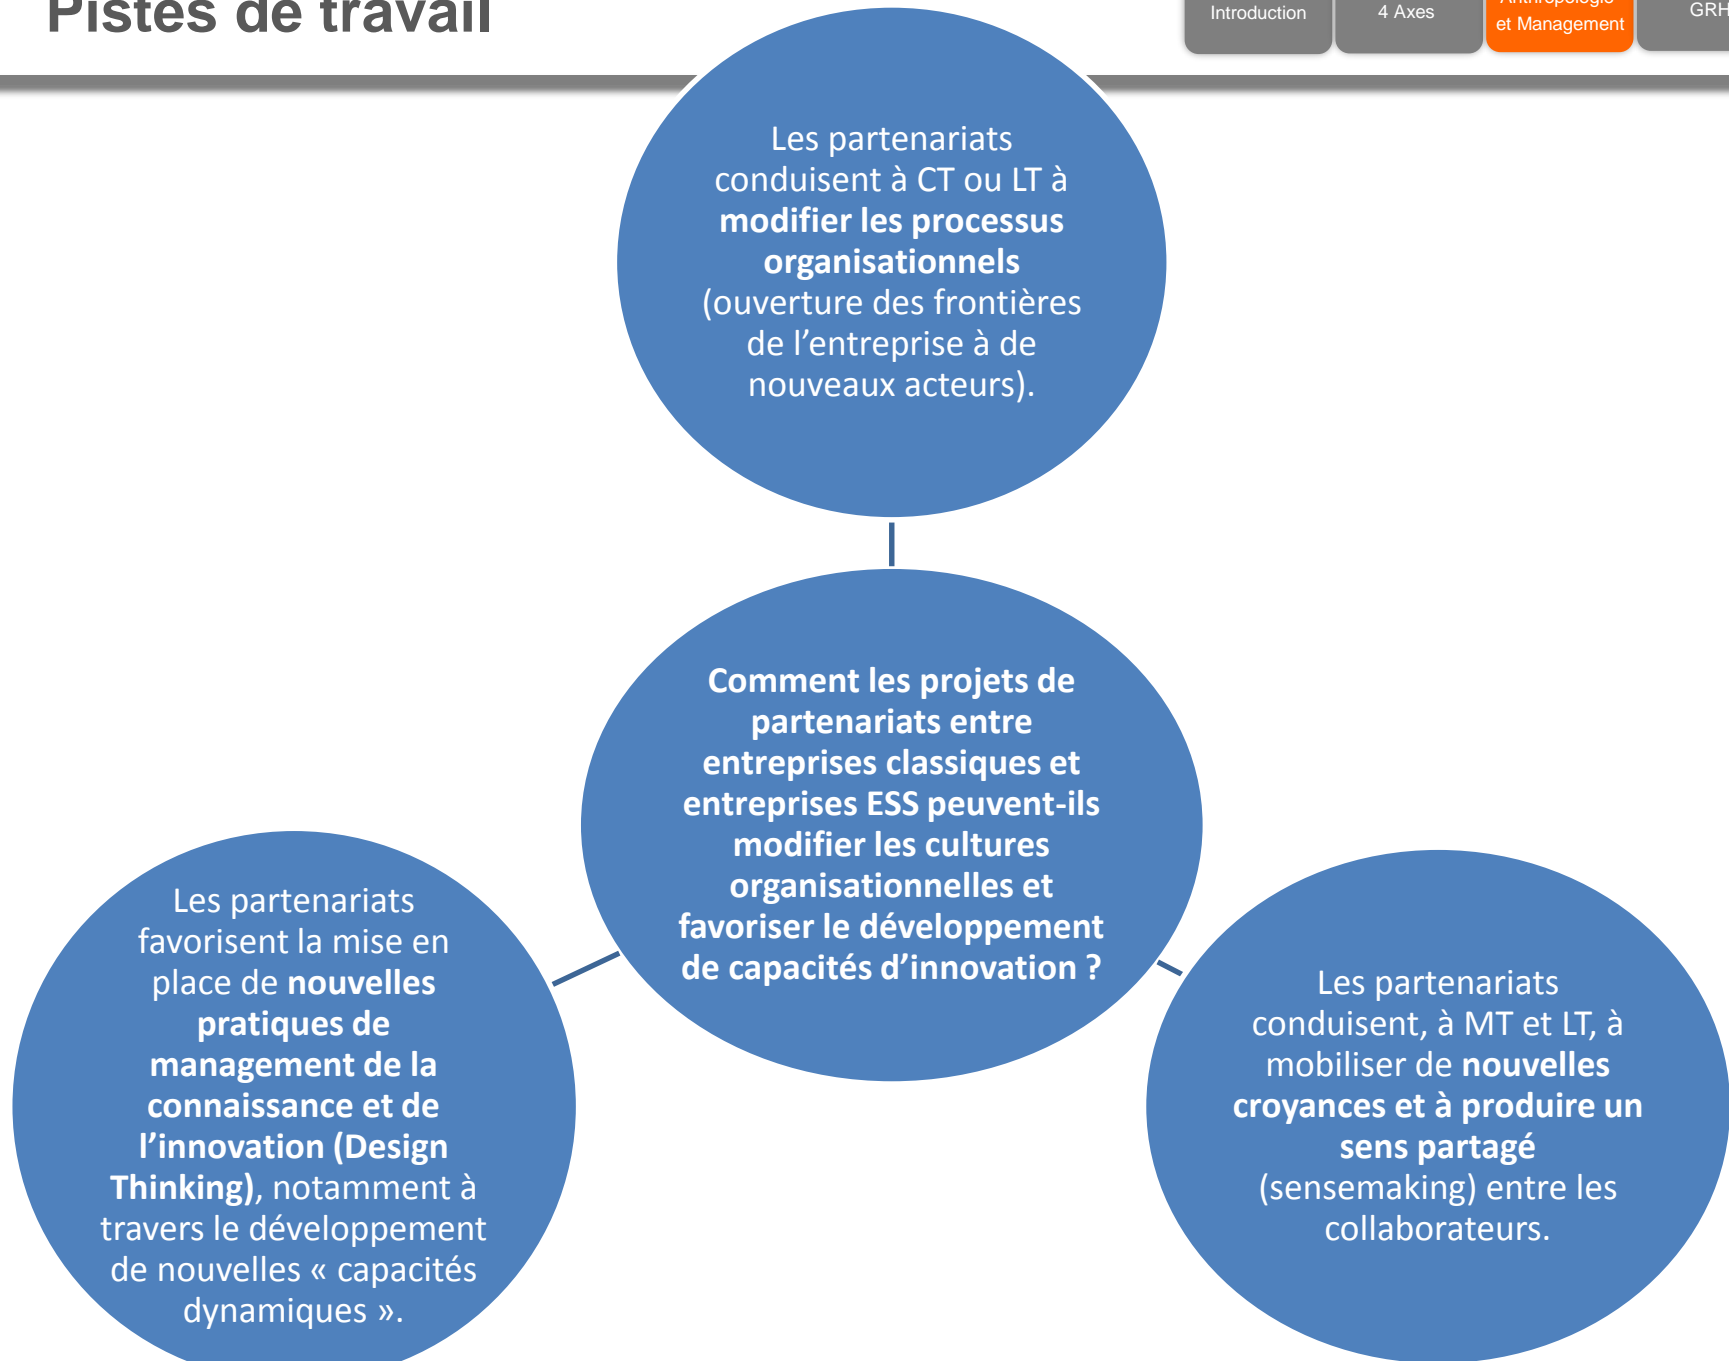 Pistes de travail
Introduction
4 Axes
Anthropologie
et Management
GRH
Les partenariats
conduisent à CT ou LT à
modifier les processus
organisationnels
(ouverture des frontières
de l’entreprise à de
nouveaux acteurs).
Comment les projets de
partenariats entre
entreprises classiques et
entreprises ESS peuvent-ils
modifier les cultures
organisationnelles et
favoriser le développement
de capacités d’innovation ?
Les partenariats
favorisent la mise en
place de nouvelles
pratiques de
management de la
connaissance et de
l’innovation (Design
Thinking), notamment à
travers le développement
de nouvelles « capacités
dynamiques ».
Les partenariats
conduisent, à MT et LT, à
mobiliser de nouvelles
croyances et à produire un
sens partagé
(sensemaking) entre les
collaborateurs.